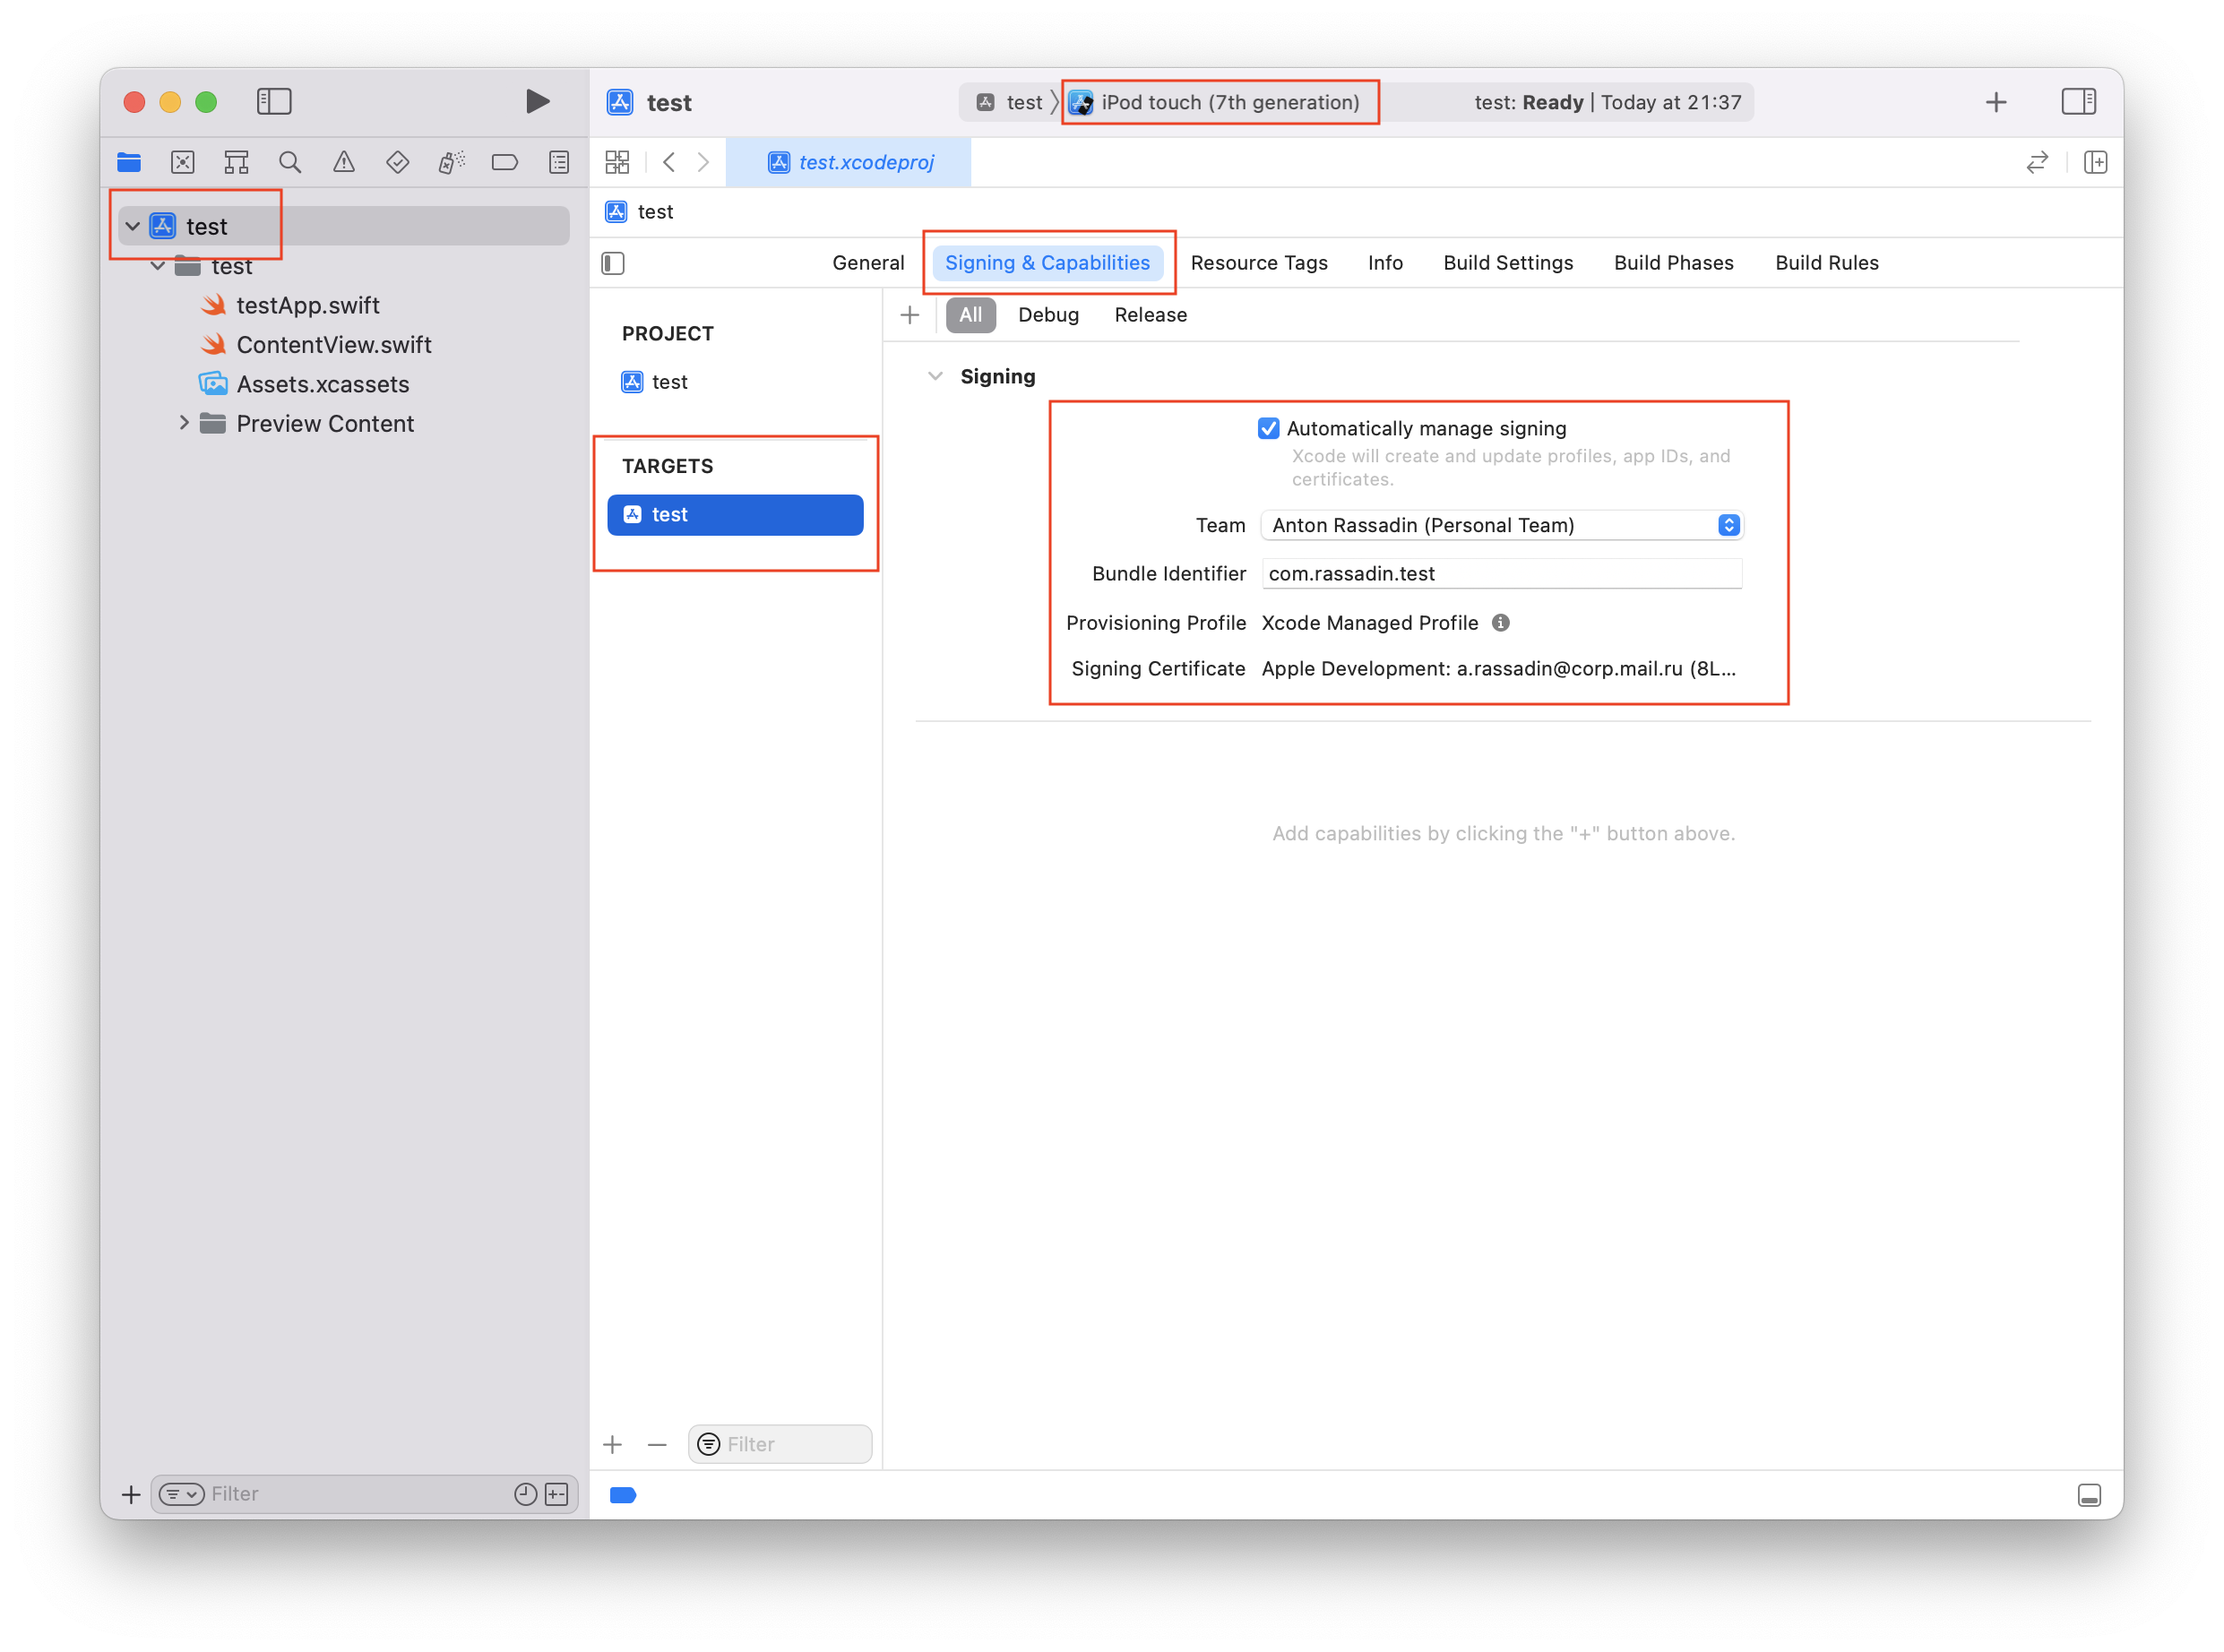 test
test
iPod touch (7th generation)
test: Ready | Today at 21:37
test.xcodeproj
test
test
test
testApp.swift
ContentView.swift
Assets.xcassets
Preview Content
General
Signing & Capabilities
Resource Tags
Info
Build Settings
Build Phases
Build Rules
PROJECT
test
TARGETS
test
All
Debug
Release
Signing
Automatically manage signing
Xcode will create and update profiles, app IDs, and
certificates.
Team Anton Rassadin (Personal Team)
Bundle Identifier com.rassadin.test
Provisioning Profile Xcode Managed Profile
Signing Certificate Apple Development: a.rassadin@corp.mail.ru (8L...
Add capabilities by clicking the "+" button above.
Filter
Filter